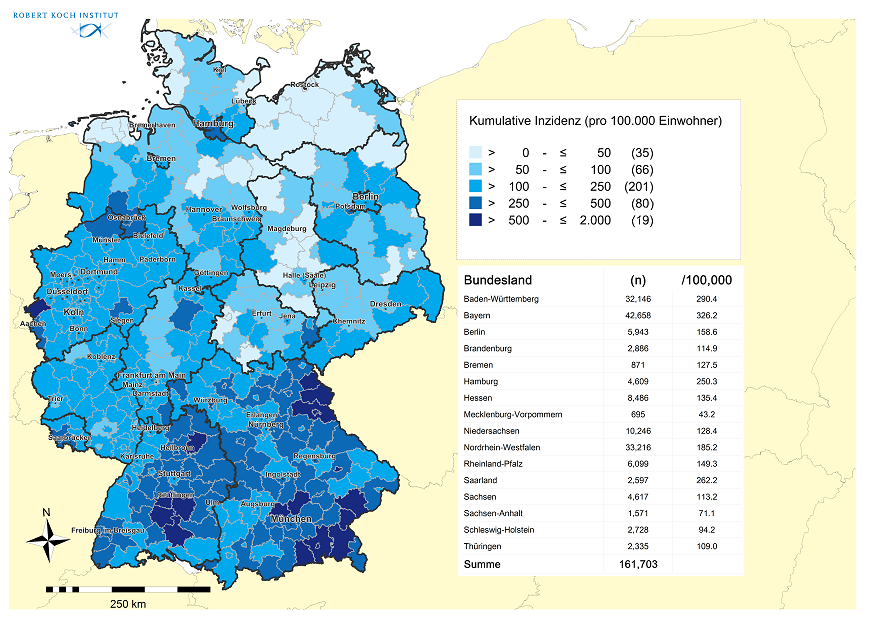 ROBERT KOCH INSTITUT
Kiel
Rostock
Lübeck
Hamburg
Bremerhaven
Bremen
Berlin
Potsdam
Wolfsburg
Hannover
Braunschweig
Osnabrück
Magdeburg
Bielefeld
Münster
Hamm
Paderborn
Göttingen
Halle (Saale)
Moers
Dortmund
Leipzig
Kassel
Düsseldorf
Dresden
Köln
Erfurt
Jena
Chemnitz
Aachen
Siegen
Bonn
Koblenz
Frankfurt am Main
Mainz
Darmstadt
Trier
Würzburg
Erlangen
Nürnberg
Heidelberg
Saarbrücken
Heilbronn
Karlsruhe
Regensburg
Stuttgart
Ingolstadt
Reutlingen
Ulm
Augsburg
München
Freiburg im Breisgau
N
250 km
Kumulative Inzidenz (pro 100.000 Einwohner)
> 0 - ≤ 50 (35)
> 50 - ≤ 100 (66)
> 100 - ≤ 250 (201)
> 250 - ≤ 500 (80)
> 500 - ≤ 2.000 (19)
Bundesland (n) /100,000
Baden-Württemberg 32,146 290.4
Bayern 42,658 326.2
Berlin 5,943 158.6
Brandenburg 2,886 114.9
Bremen 871 127.5
Hamburg 4,609 250.3
Hessen 8,486 135.4
Mecklenburg-Vorpommern 695 43.2
Niedersachsen 10,246 128.4
Nordrhein-Westfalen 33,216 185.2
Rheinland-Pfalz 6,099 149.3
Saarland 2,597 262.2
Sachsen 4,617 113.2
Sachsen-Anhalt 1,571 71.1
Schleswig-Holstein 2,728 94.2
Thüringen 2,335 109.0
Summe 161,703